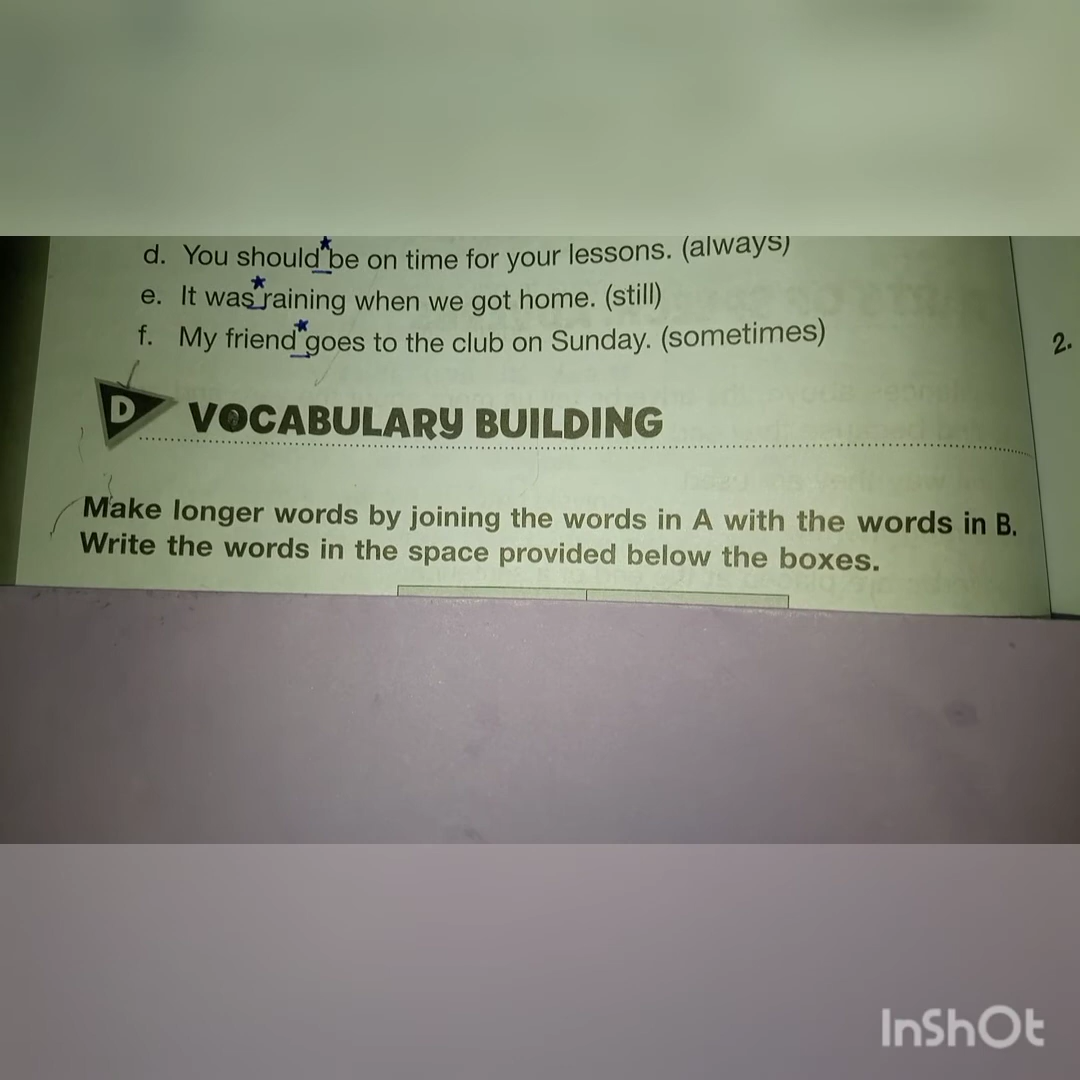 d. You should be on time for your lessons. (always)
e. It was raining when we got home. (still)
f. My friend goes to the club on Sunday. (sometimes)
2.
D VOCABULARY BUILDING
Make longer words by joining the words in A with the words in B.
Write the words in the space provided below the boxes.
InShOt